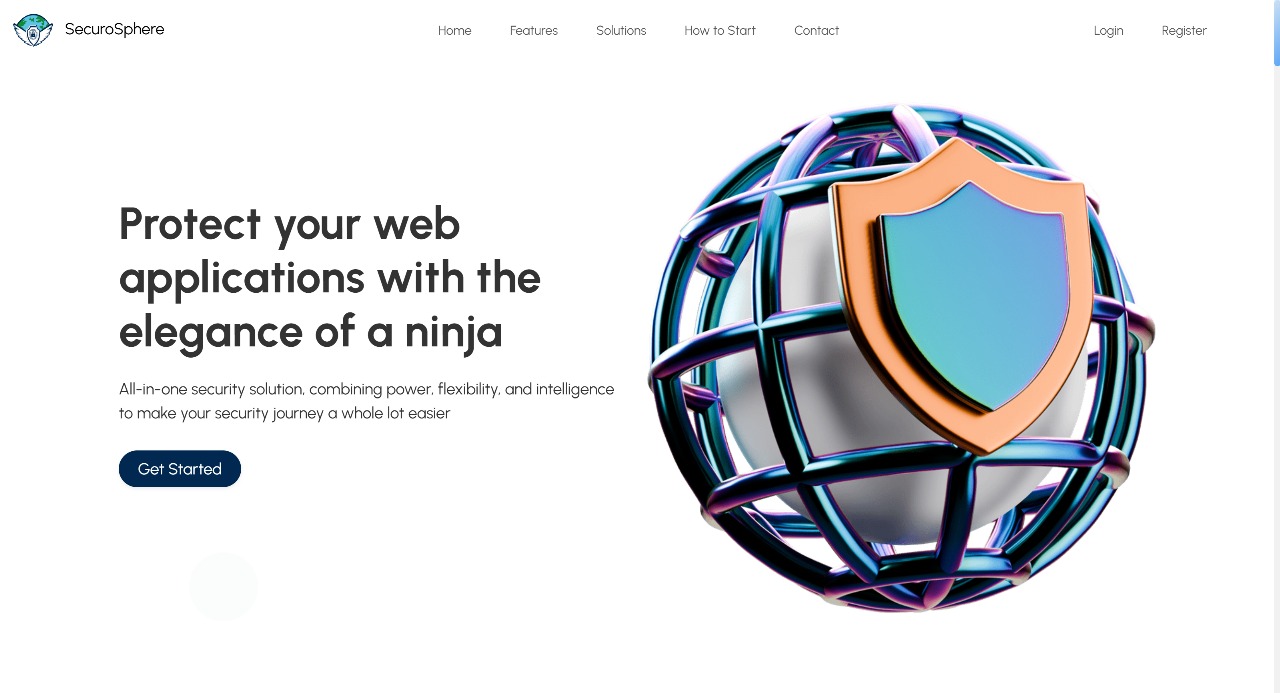 SecuroSphere
Home
Features
Solutions
How to Start
Contact
Login
Register
Protect your web
applications with the
elegance of a ninja
All-in-one security solution, combining power, flexibility, and intelligence
to make your security journey a whole lot easier
Get Started